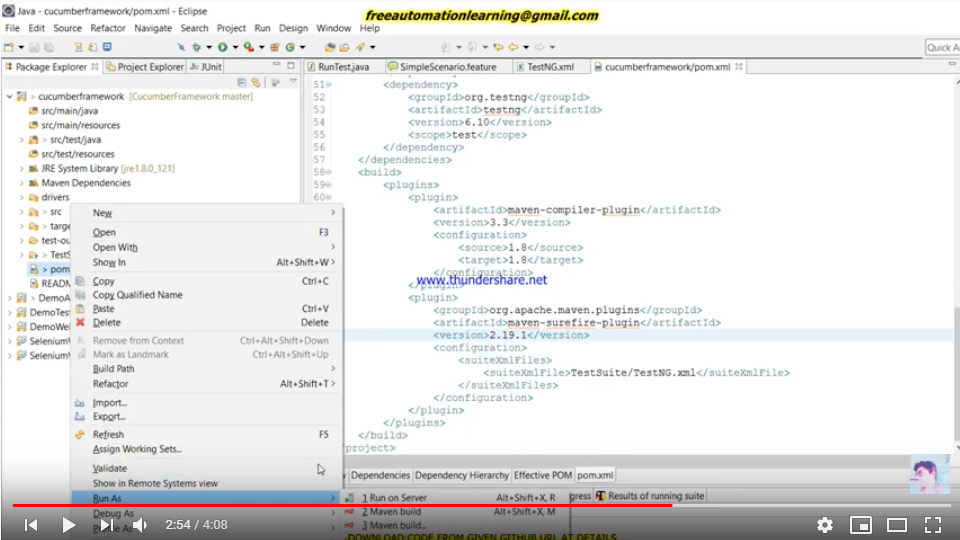 Java - cucumberframework/pom.xml - Eclipse
freeautomationlearning@gmail.com
File Edit Source Refactor Navigate Search Project Run Design Window Help
Quick A
Package Explorer Project Explorer JUnit
RunTest.java SimpleScenario.feature TestNG.xml cucumberframework/pom.xml
> cucumberframework [CucumberFramework master]
src/main/java
src/main/resources
> src/test/java
src/test/resources
JRE System Library [jre1.8.0_121]
Maven Dependencies
drivers
> src
> targe
test-ou
> TestS
> pom
READM
> DemoA
DemoTest
DemoWe
Selenium
SeleniumV
51 <dependency>
52 <groupId>org.testng</groupId>
53 <artifactId>testng</artifactId>
54 <version>6.10</version>
55 <scope>test</scope>
56 </dependency>
57 </dependencies>
58 <build>
59 <plugins>
60 <plugin>
<artifactId>maven-compiler-plugin</artifactId>
<version>3.3</version>
<configuration>
<source>1.8</source>
<target>1.8</target>
</configuration>
www.thundershare.net
</plugin>
<plugin>
<groupId>org.apache.maven.plugins</groupId>
<artifactId>maven-surefire-plugin</artifactId>
<version>2.19.1</version>
<configuration>
<suiteXmlFiles>
<suiteXmlFile>TestSuite/TestNG.xml</suiteXmlFile>
</suiteXmlFiles>
</configuration>
</plugin>
</plugins>
</build>
project>
New
Open F3
Open With
Show In Alt+Shift+W
Copy Ctrl+C
Copy Qualified Name
Paste Ctrl+V
Delete Delete
Remove from Context Ctrl+Alt+Shift+Down
Mark as Landmark Ctrl+Alt+Shift+Up
Build Path
Refactor Alt+Shift+T
Import...
Export...
Refresh F5
Assign Working Sets...
Validate
Show in Remote Systems view
Run As
Debug As
Dependencies Dependency Hierarchy Effective POM pom.xml
gress Results of running suite
1 Run on Server Alt+Shift+X, R
2 Maven build Alt+Shift+X, M
3 Maven build...
DOWNLOAD CODE FROM GIVEN GITHUB URL AT DETAILS
2:54 / 4:08